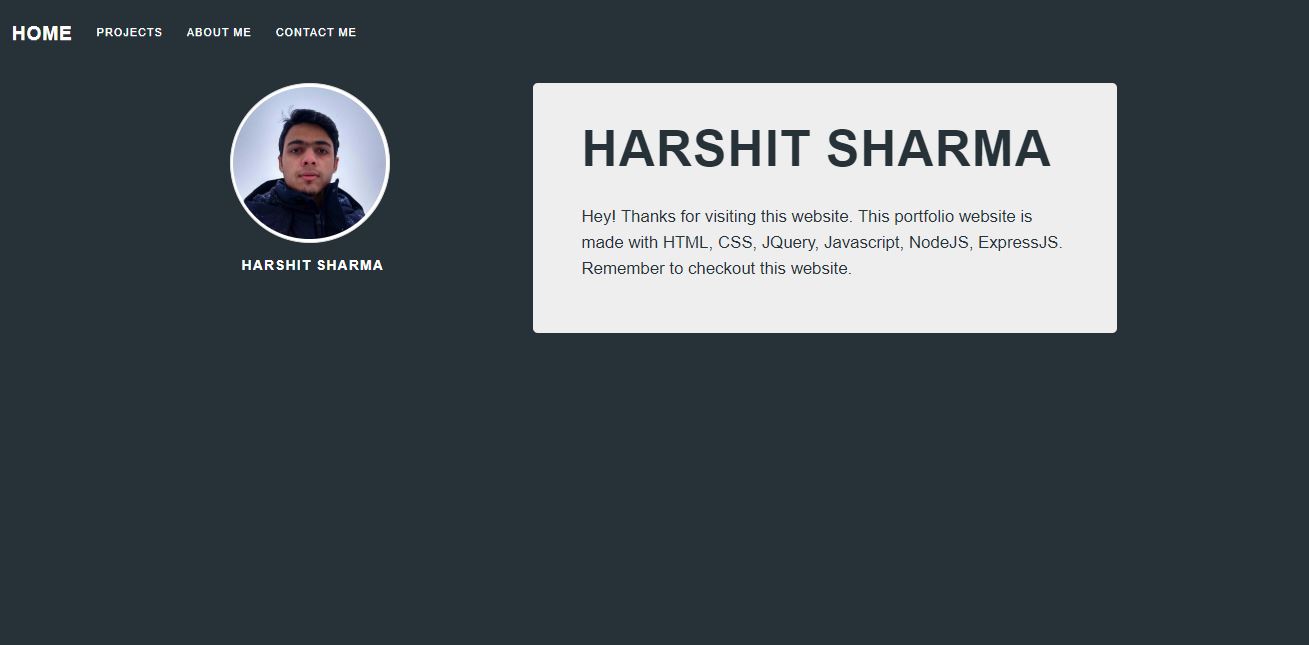 HOME PROJECTS ABOUT ME CONTACT ME
HARSHIT SHARMA
HARSHIT SHARMA
Hey! Thanks for visiting this website. This portfolio website is
made with HTML, CSS, JQuery, Javascript, NodeJS, ExpressJS.
Remember to checkout this website.